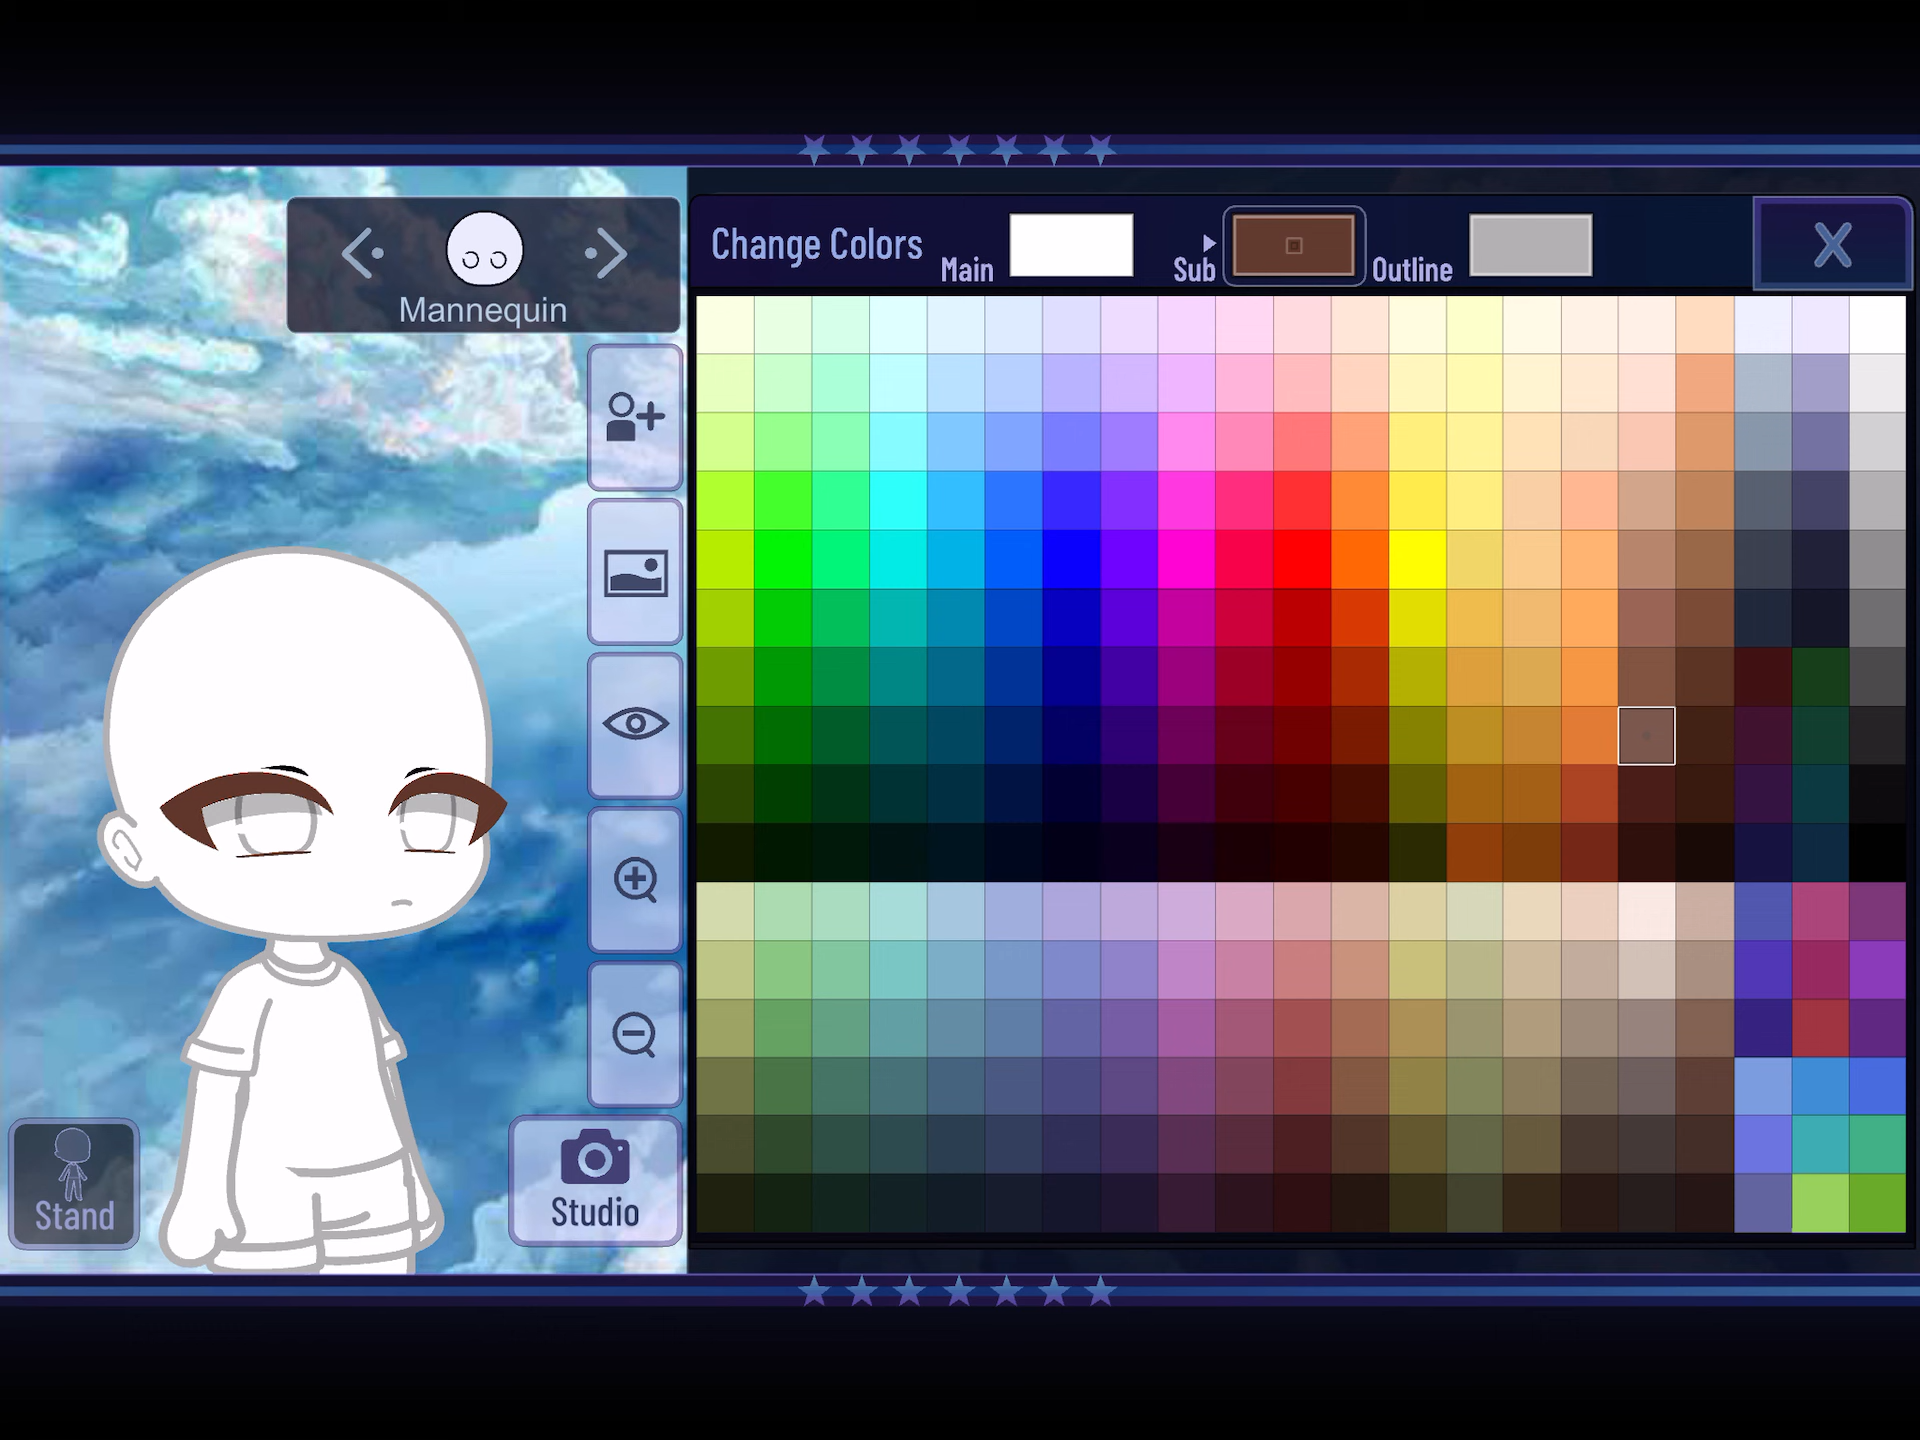 Mannequin
Change Colors
Main
Sub
Outline
X
Stand
Studio